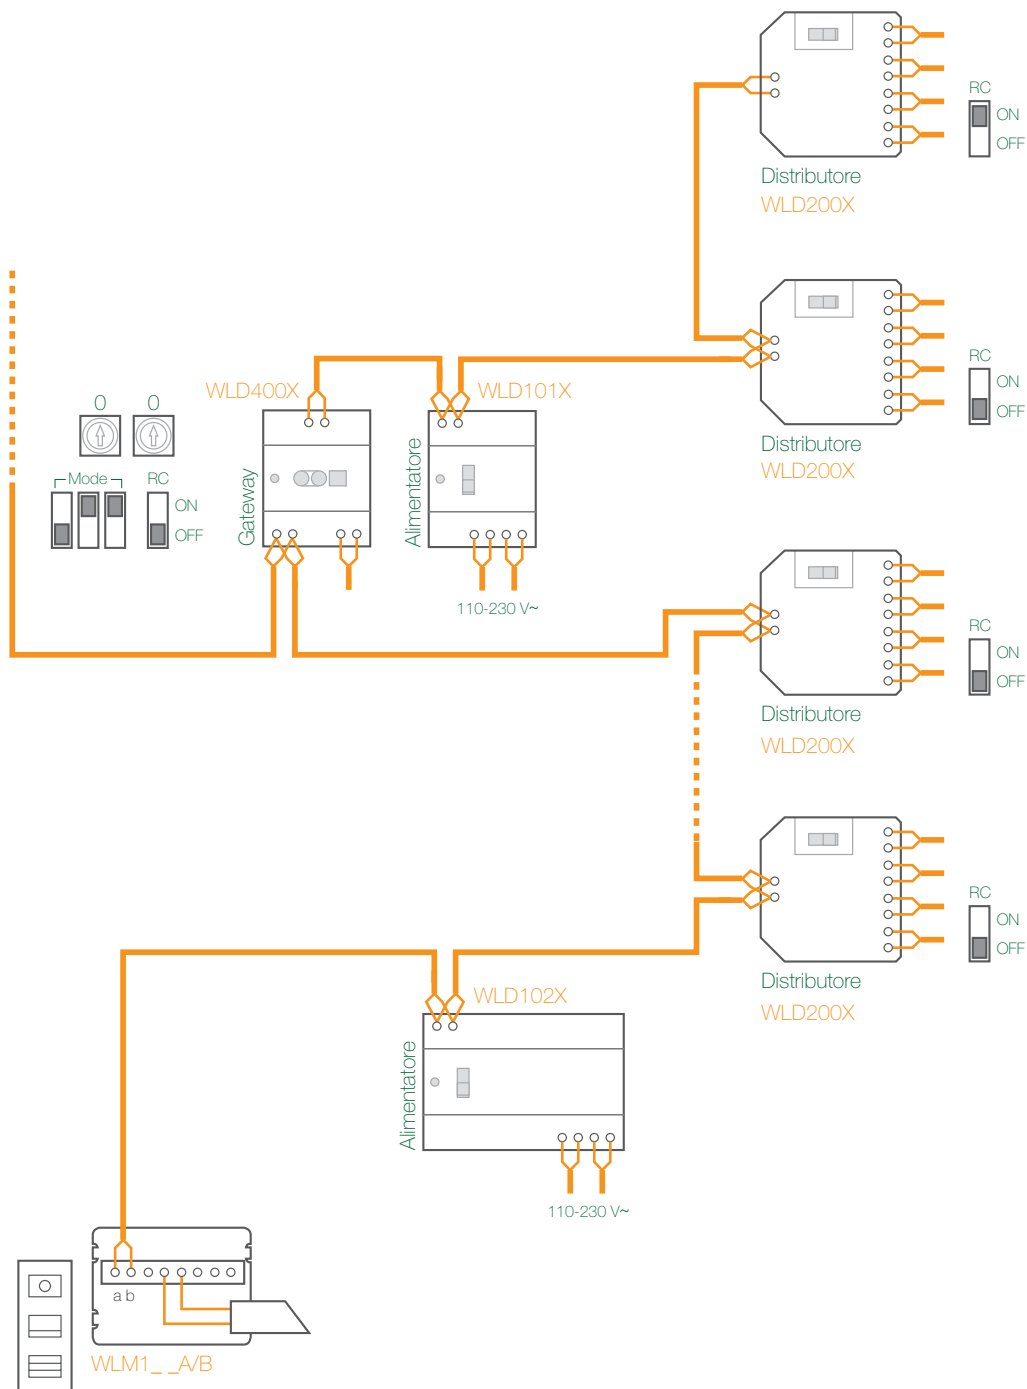 RC
ON
OFF
Distributore
WLD200X
RC
ON
OFF
Distributore
WLD200X
WLD400X
WLD101X
0 0
Mode RC
ON
OFF
Gateway
Alimentatore
110-230 V~
RC
ON
OFF
Distributore
WLD200X
RC
ON
OFF
Distributore
WLD200X
WLD102X
Alimentatore
110-230 V~
a b
WLM1_ _A/B